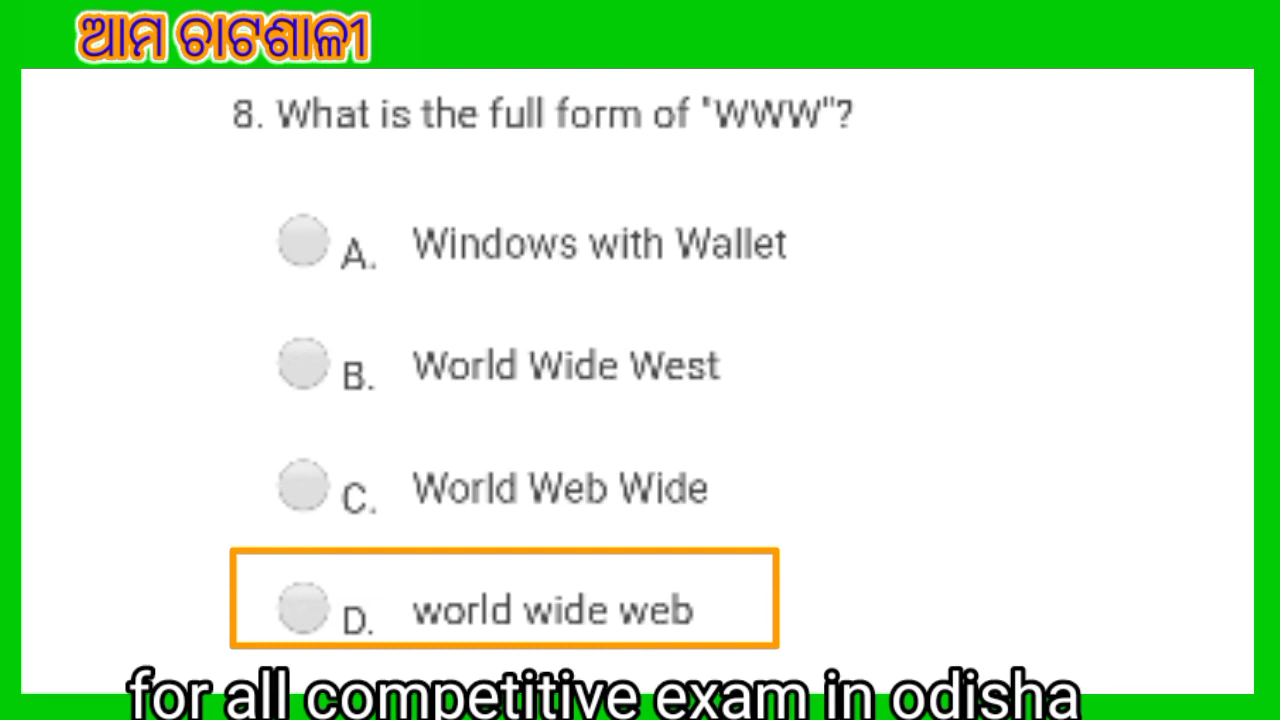 ଆମ ଚାଟଶାଳୀ
8. What is the full form of "WWW"?
A. Windows with Wallet
B. World Wide West
C. World Web Wide
D. world wide web
for all competitive exam in odisha